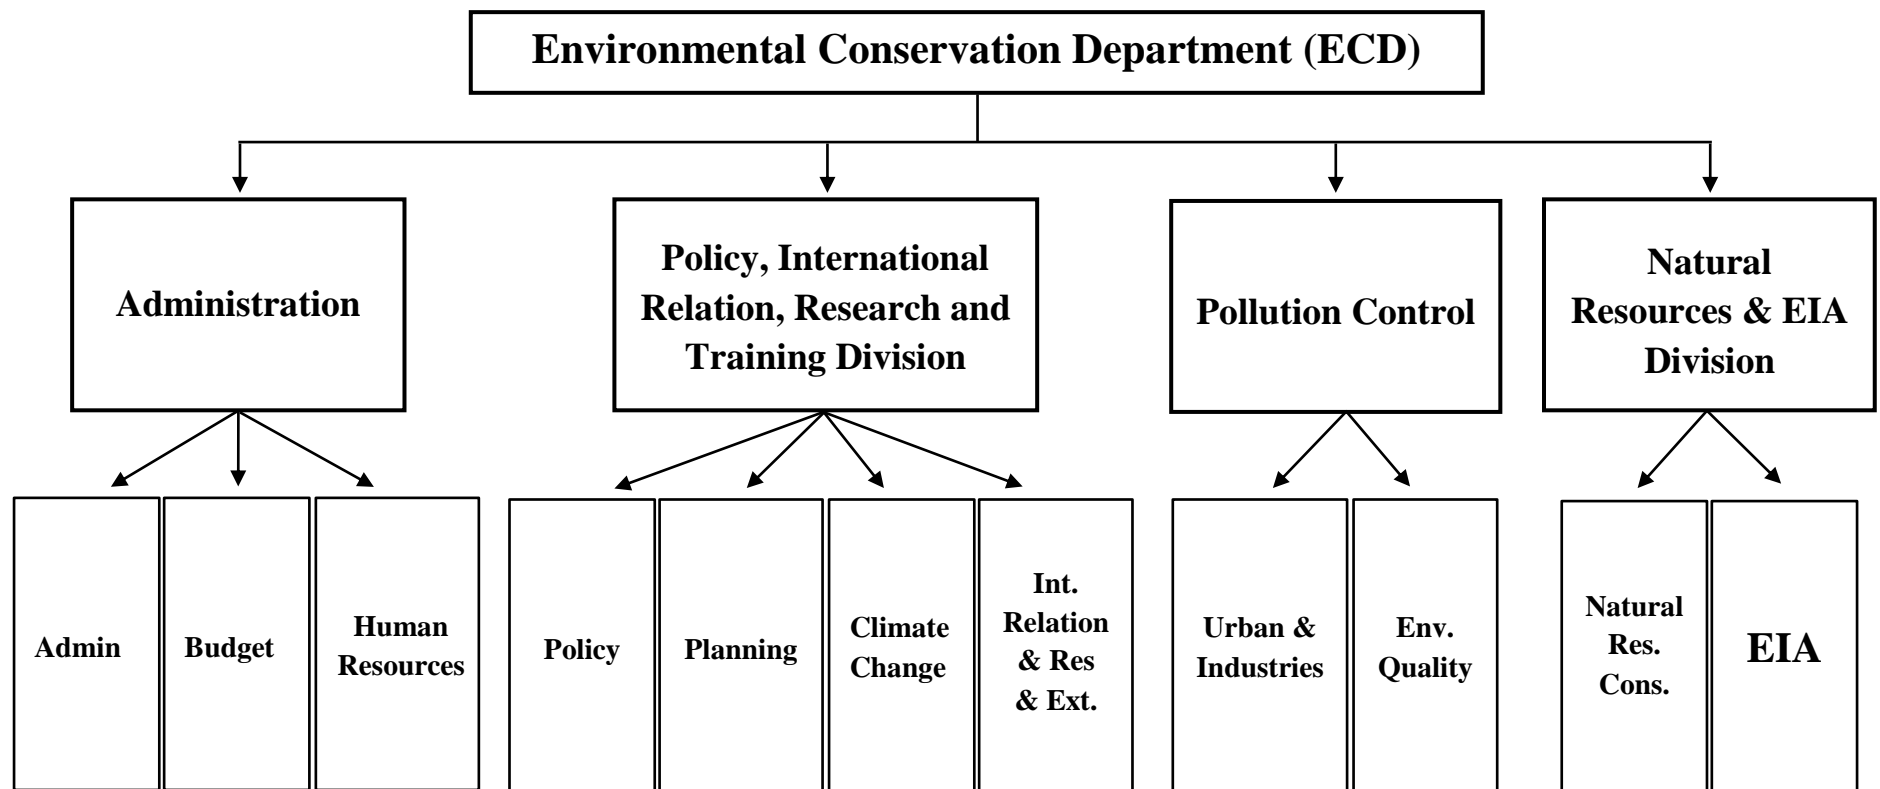 Environmental Conservation Department (ECD)
Administration
Policy, International
Relation, Research and
Training Division
Pollution Control
Natural
Resources & EIA
Division
Admin
Budget
Human
Resources
Policy
Planning
Climate
Change
Int.
Relation
& Res
& Ext.
Urban &
Industries
Env.
Quality
Natural
Res.
Cons.
EIA